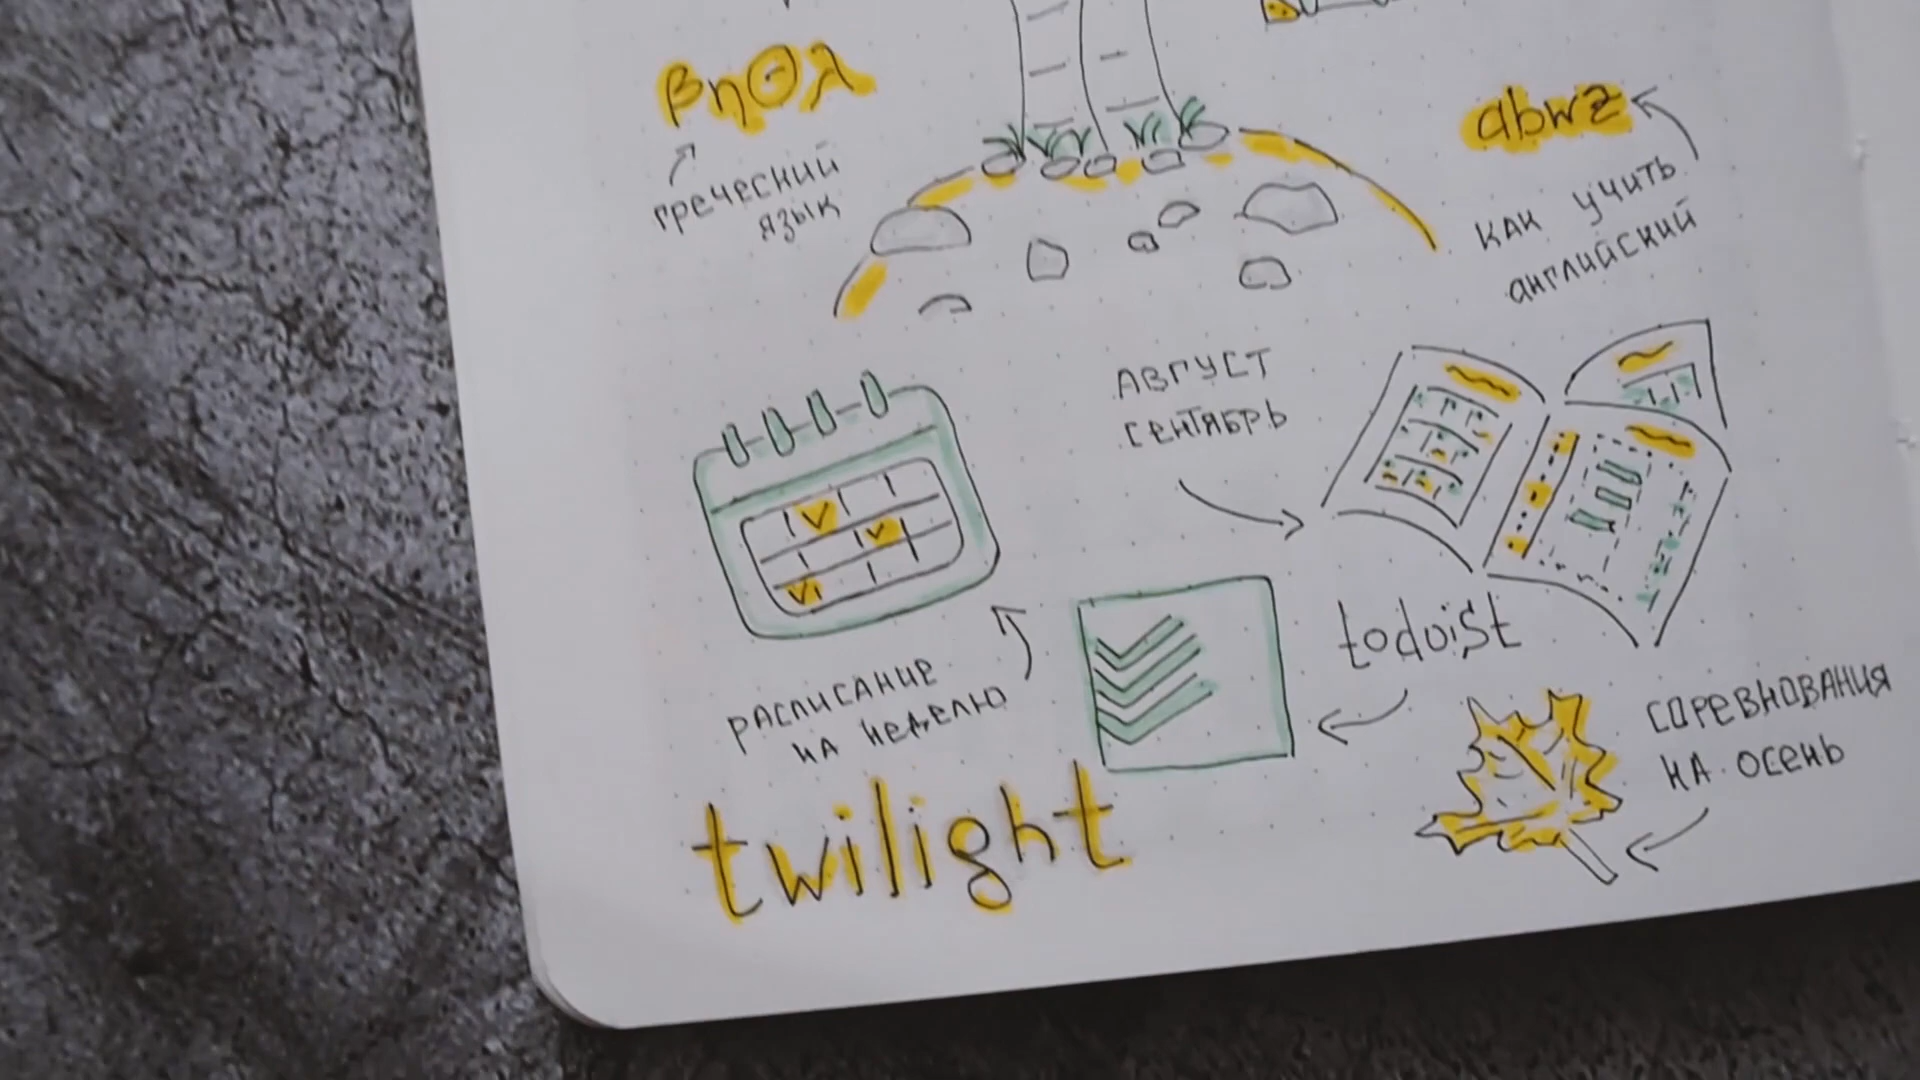 βηΘλ
греческий
язык
abwz
как учить
английский
АВГУСТ
СЕНТЯБРЬ
РАСПИСАНИЕ
НА НЕДЕЛЮ
todoist
СОРЕВНОВАНИЯ
НА ОСЕНЬ
twilight